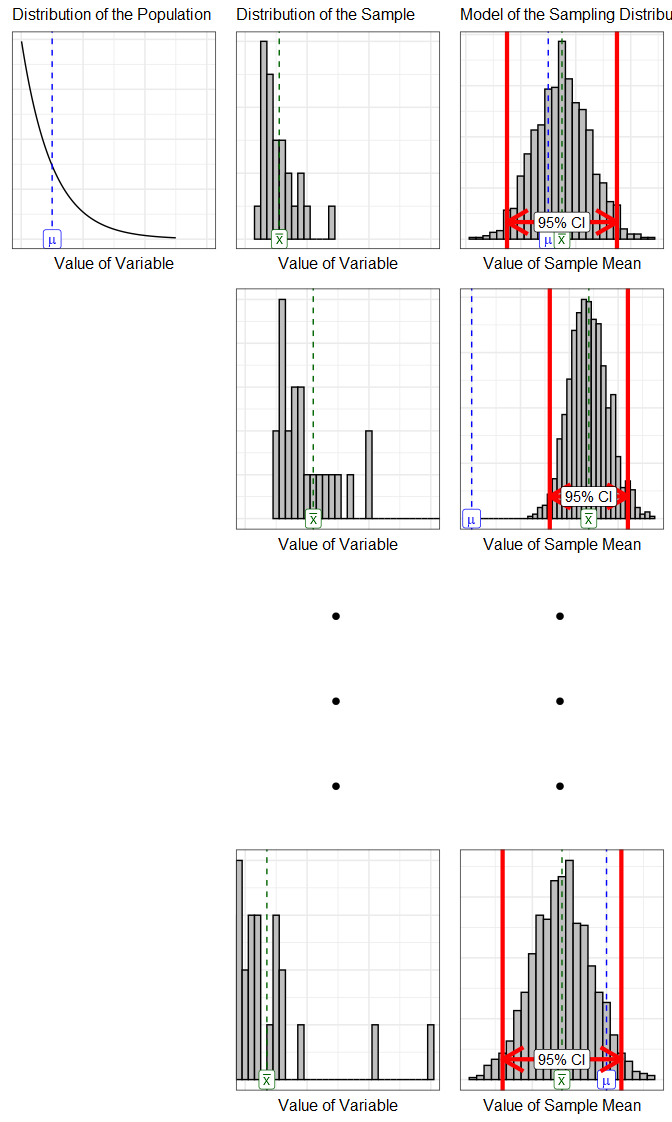 Distribution of the Population
Distribution of the Sample
Model of the Sampling Distribu
95% CI
μ
x̅
μ
x̅
Value of Variable
Value of Variable
Value of Sample Mean
95% CI
x̅
μ
x̅
Value of Variable
Value of Sample Mean
95% CI
x̅
x̅
μ
Value of Variable
Value of Sample Mean